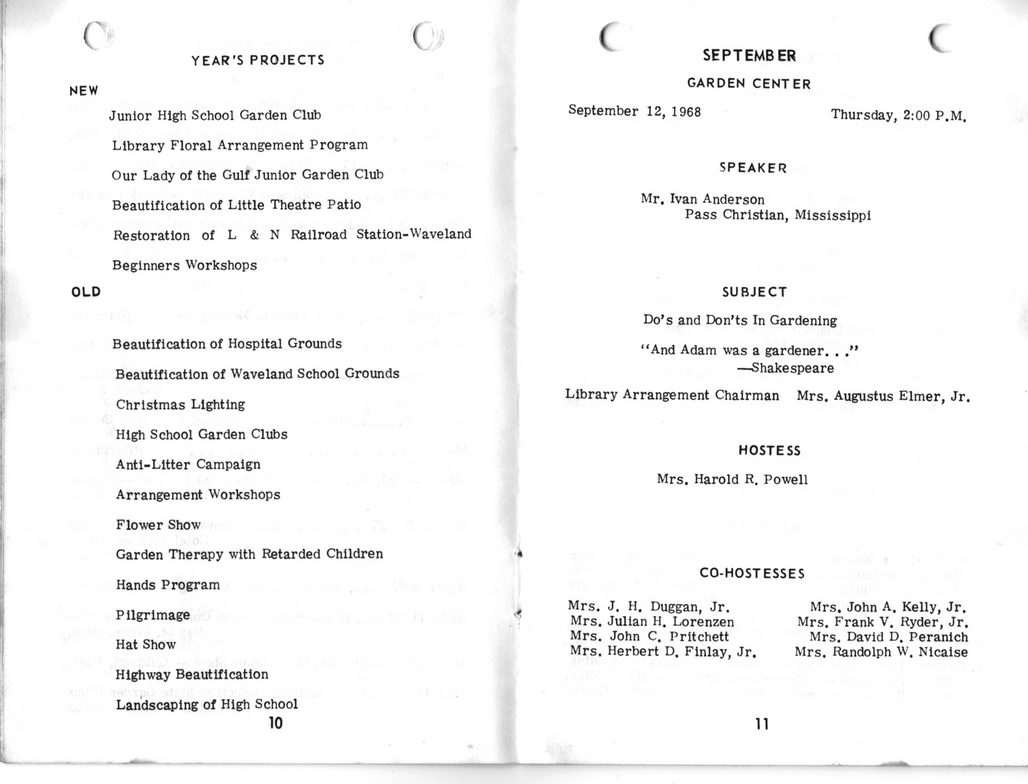 YEAR'S PROJECTS
NEW
Junior High School Garden Club
Library Floral Arrangement Program
Our Lady of the Gulf Junior Garden Club
Beautification of Little Theatre Patio
Restoration of L & N Railroad Station-Waveland
Beginners Workshops
OLD
Beautification of Hospital Grounds
Beautification of Waveland School Grounds
Christmas Lighting
High School Garden Clubs
Anti-Litter Campaign
Arrangement Workshops
Flower Show
Garden Therapy with Retarded Children
Hands Program
Pilgrimage
Hat Show
Highway Beautification
Landscaping of High School
10
SEPTEMBER
GARDEN CENTER
September 12, 1968 Thursday, 2:00 P.M.
SPEAKER
Mr. Ivan Anderson
Pass Christian, Mississippi
SUBJECT
Do's and Don'ts In Gardening
"And Adam was a gardener. . ."
—Shakespeare
Library Arrangement Chairman Mrs. Augustus Elmer, Jr.
HOSTESS
Mrs. Harold R. Powell
CO-HOSTESSES
Mrs. J. H. Duggan, Jr. Mrs. John A. Kelly, Jr.
Mrs. Julian H. Lorenzen Mrs. Frank V. Ryder, Jr.
Mrs. John C. Pritchett Mrs. David D. Peranich
Mrs. Herbert D. Finlay, Jr. Mrs. Randolph W. Nicaise
11